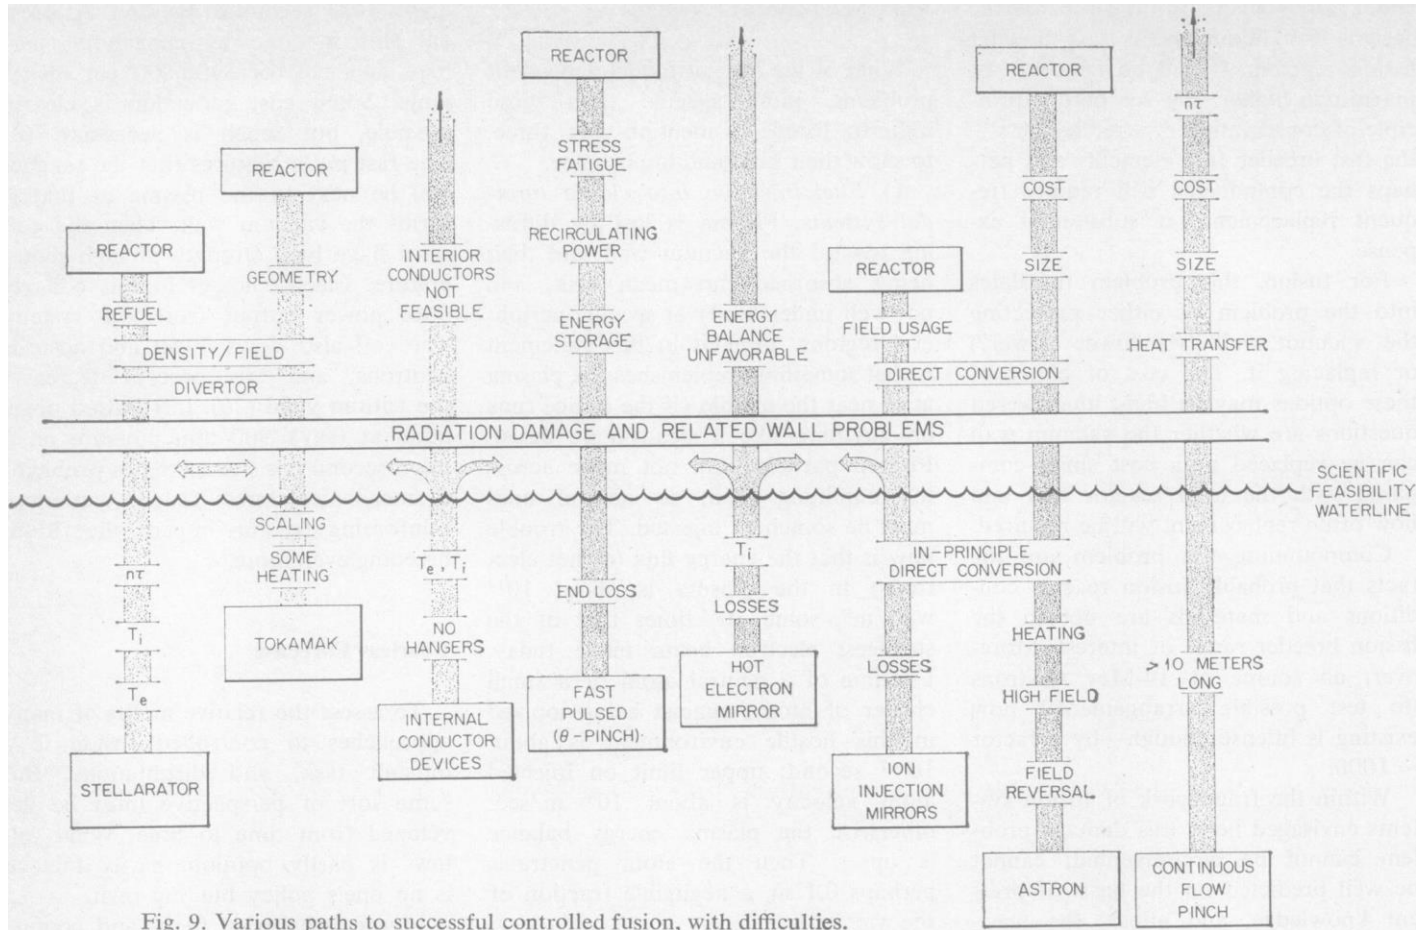 REACTOR
REFUEL
DENSITY/FIELD
DIVERTOR
REACTOR
GEOMETRY
INTERIOR
CONDUCTORS
NOT
FEASIBLE
REACTOR
STRESS
FATIGUE
RECIRCULATING
POWER
ENERGY
STORAGE
ENERGY
BALANCE
UNFAVORABLE
REACTOR
FIELD USAGE
DIRECT CONVERSION
REACTOR
COST
SIZE
nτ
COST
SIZE
HEAT TRANSFER
RADIATION DAMAGE AND RELATED WALL PROBLEMS
SCIENTIFIC
FEASIBILITY
WATERLINE
nτ
Ti
Te
STELLARATOR
SCALING
SOME
HEATING
TOKAMAK
Te, Ti
NO
HANGERS
INTERNAL
CONDUCTOR
DEVICES
END LOSS
FAST
PULSED
(θ-PINCH)
Ti
LOSSES
HOT
ELECTRON
MIRROR
IN-PRINCIPLE
DIRECT CONVERSION
LOSSES
ION
INJECTION
MIRRORS
HEATING
HIGH FIELD
FIELD
REVERSAL
ASTRON
>10 METERS
LONG
CONTINUOUS
FLOW
PINCH
Fig. 9. Various paths to successful controlled fusion, with difficulties.